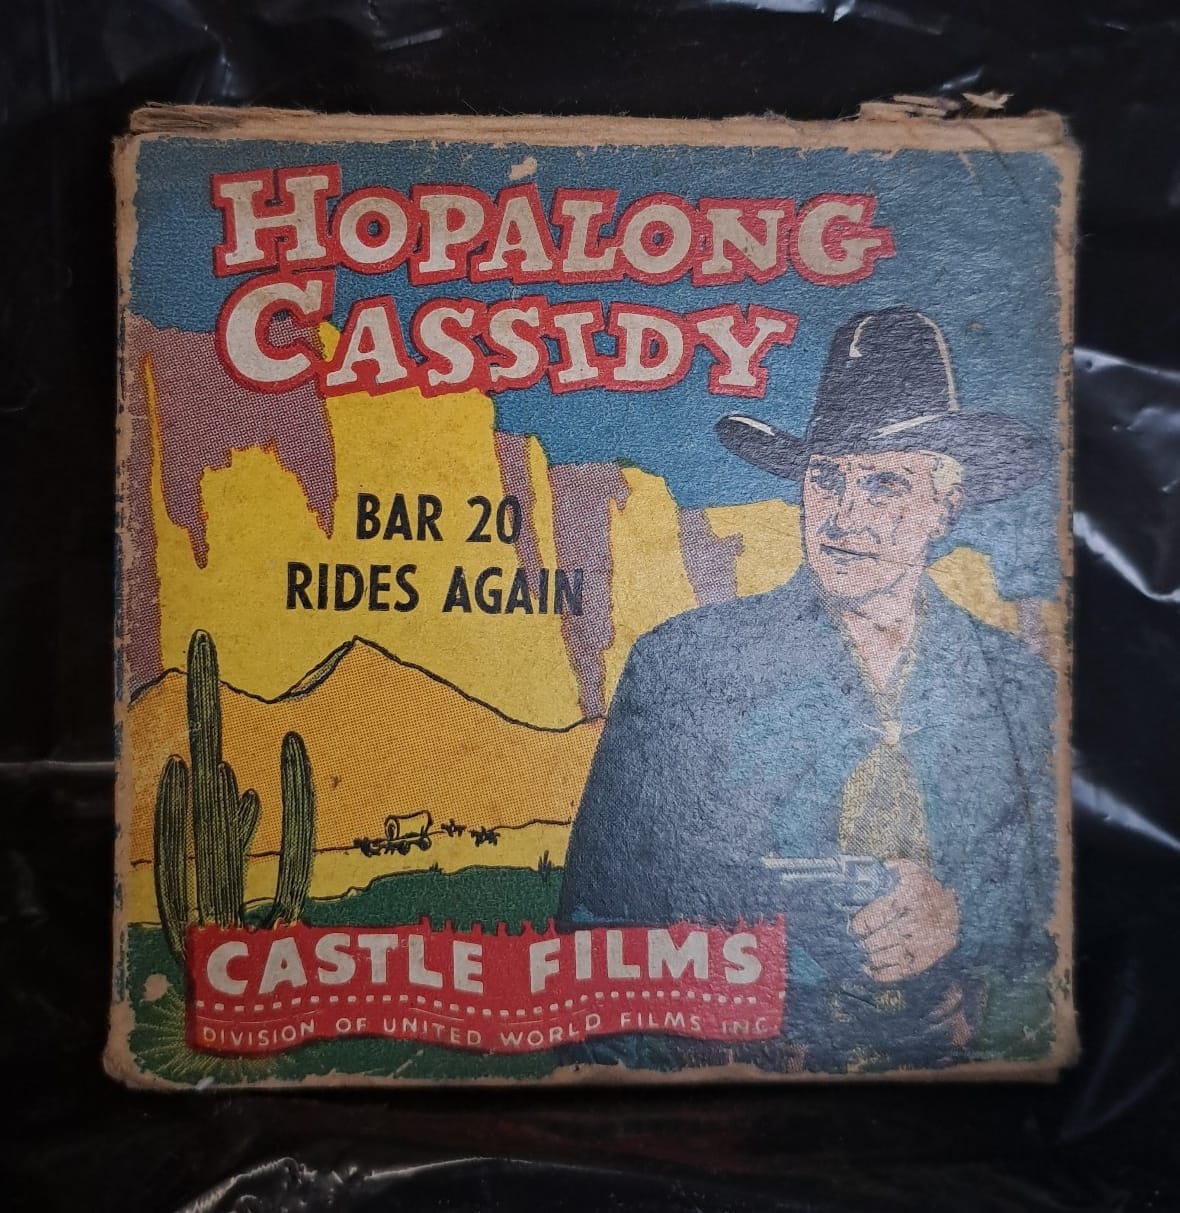 HOPALONG
CASSIDY
BAR 20
RIDES AGAIN
CASTLE FILMS
DIVISION OF UNITED WORLD FILMS INC